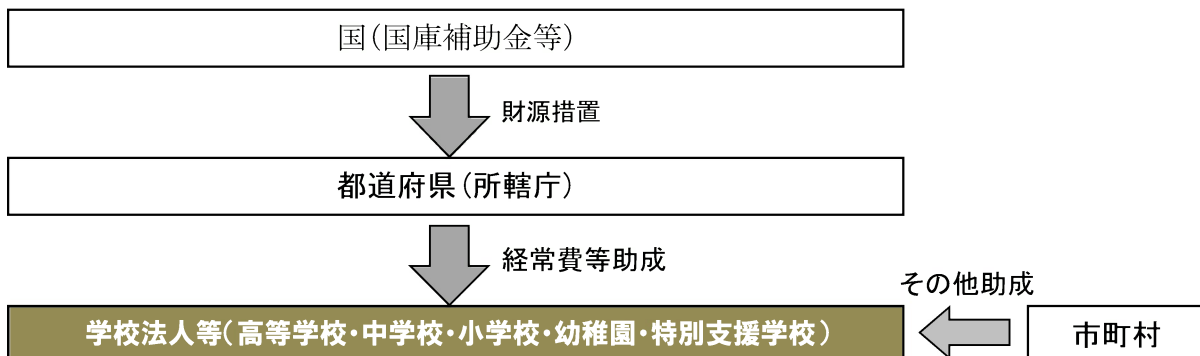 国（国庫補助金等）
財源措置
都道府県（所轄庁）
経常費等助成
その他助成
学校法人等（高等学校・中学校・小学校・幼稚園・特別支援学校）
市町村